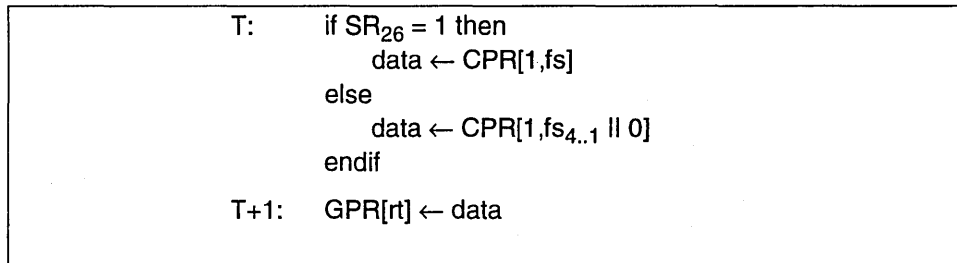 T: if SR26 = 1 then
data ← CPR[1,fs]
else
data ← CPR[1,fs4..1 || 0]
endif
T+1: GPR[rt] ← data